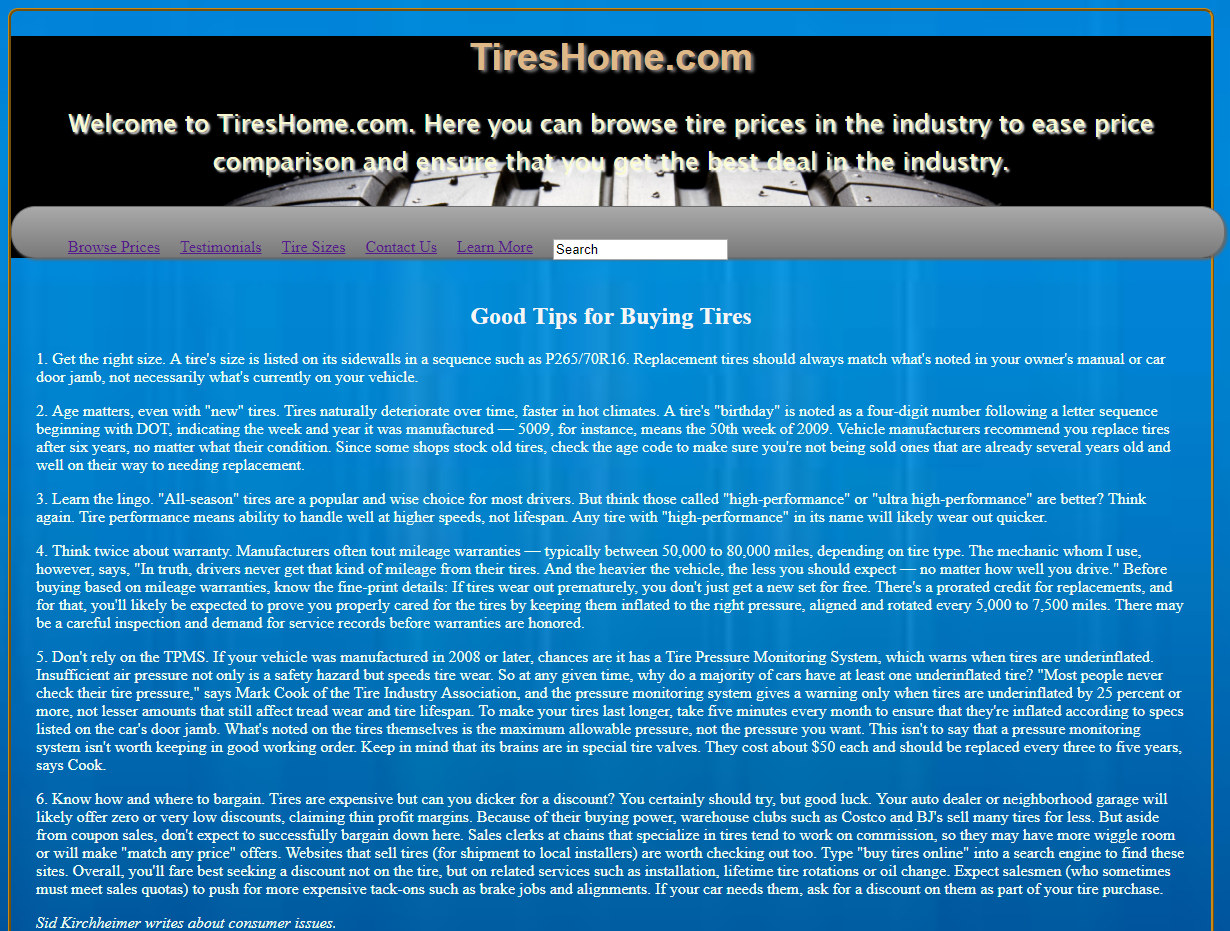 TiresHome.com
Welcome to TiresHome.com. Here you can browse tire prices in the industry to ease price
comparison and ensure that you get the best deal in the industry.
Browse Prices Testimonials Tire Sizes Contact Us Learn More Search
Good Tips for Buying Tires
1. Get the right size. A tire's size is listed on its sidewalls in a sequence such as P265/70R16. Replacement tires should always match what's noted in your owner's manual or car
door jamb, not necessarily what's currently on your vehicle.
2. Age matters, even with "new" tires. Tires naturally deteriorate over time, faster in hot climates. A tire's "birthday" is noted as a four-digit number following a letter sequence
beginning with DOT, indicating the week and year it was manufactured — 5009, for instance, means the 50th week of 2009. Vehicle manufacturers recommend you replace tires
after six years, no matter what their condition. Since some shops stock old tires, check the age code to make sure you're not being sold ones that are already several years old and
well on their way to needing replacement.
3. Learn the lingo. "All-season" tires are a popular and wise choice for most drivers. But think those called "high-performance" or "ultra high-performance" are better? Think
again. Tire performance means ability to handle well at higher speeds, not lifespan. Any tire with "high-performance" in its name will likely wear out quicker.
4. Think twice about warranty. Manufacturers often tout mileage warranties — typically between 50,000 to 80,000 miles, depending on tire type. The mechanic whom I use,
however, says, "In truth, drivers never get that kind of mileage from their tires. And the heavier the vehicle, the less you should expect — no matter how well you drive." Before
buying based on mileage warranties, know the fine-print details: If tires wear out prematurely, you don't just get a new set for free. There's a prorated credit for replacements, and
for that, you'll likely be expected to prove you properly cared for the tires by keeping them inflated to the right pressure, aligned and rotated every 5,000 to 7,500 miles. There may
be a careful inspection and demand for service records before warranties are honored.
5. Don't rely on the TPMS. If your vehicle was manufactured in 2008 or later, chances are it has a Tire Pressure Monitoring System, which warns when tires are underinflated.
Insufficient air pressure not only is a safety hazard but speeds tire wear. So at any given time, why do a majority of cars have at least one underinflated tire? "Most people never
check their tire pressure," says Mark Cook of the Tire Industry Association, and the pressure monitoring system gives a warning only when tires are underinflated by 25 percent or
more, not lesser amounts that still affect tread wear and tire lifespan. To make your tires last longer, take five minutes every month to ensure that they're inflated according to specs
listed on the car's door jamb. What's noted on the tires themselves is the maximum allowable pressure, not the pressure you want. This isn't to say that a pressure monitoring
system isn't worth keeping in good working order. Keep in mind that its brains are in special tire valves. They cost about $50 each and should be replaced every three to five years,
says Cook.
6. Know how and where to bargain. Tires are expensive but can you dicker for a discount? You certainly should try, but good luck. Your auto dealer or neighborhood garage will
likely offer zero or very low discounts, claiming thin profit margins. Because of their buying power, warehouse clubs such as Costco and BJ's sell many tires for less. But aside
from coupon sales, don't expect to successfully bargain down here. Sales clerks at chains that specialize in tires tend to work on commission, so they may have more wiggle room
or will make "match any price" offers. Websites that sell tires (for shipment to local installers) are worth checking out too. Type "buy tires online" into a search engine to find these
sites. Overall, you'll fare best seeking a discount not on the tire, but on related services such as installation, lifetime tire rotations or oil change. Expect salesmen (who sometimes
must meet sales quotas) to push for more expensive tack-ons such as brake jobs and alignments. If your car needs them, ask for a discount on them as part of your tire purchase.
Sid Kirchheimer writes about consumer issues.